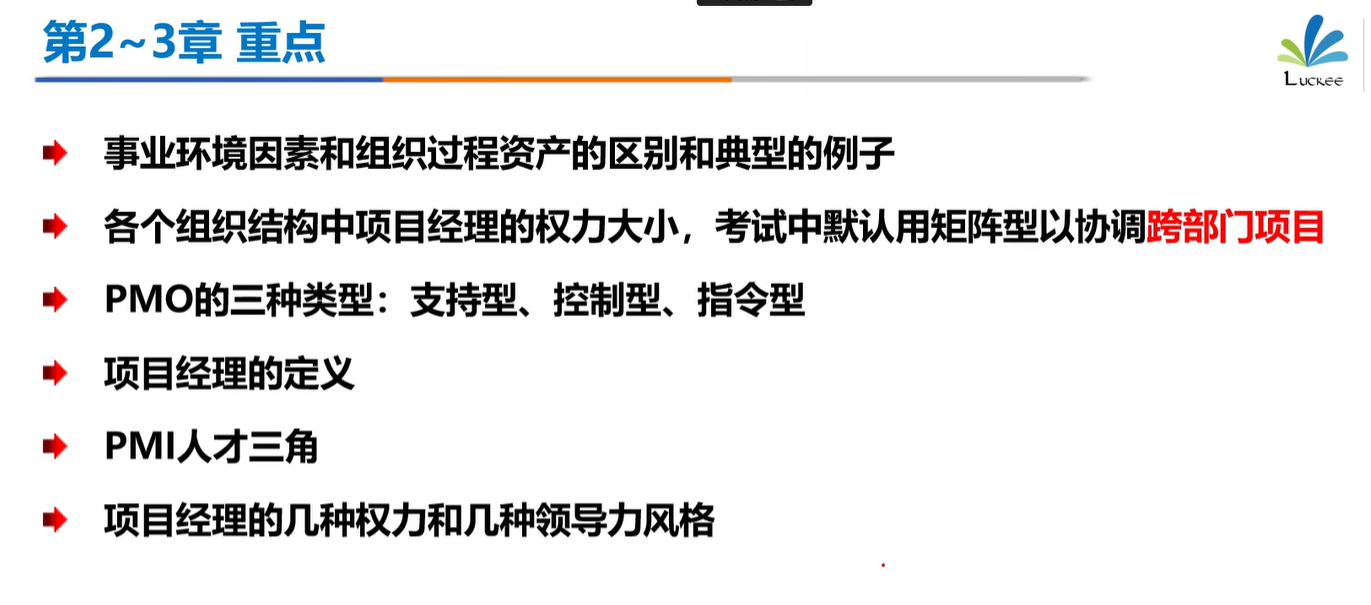 第2~3章 重点
Luckee
事业环境因素和组织过程资产的区别和典型的例子
各个组织结构中项目经理的权力大小，考试中默认用矩阵型以协调跨部门项目
PMO的三种类型：支持型、控制型、指令型
项目经理的定义
PMI人才三角
项目经理的几种权力和几种领导力风格